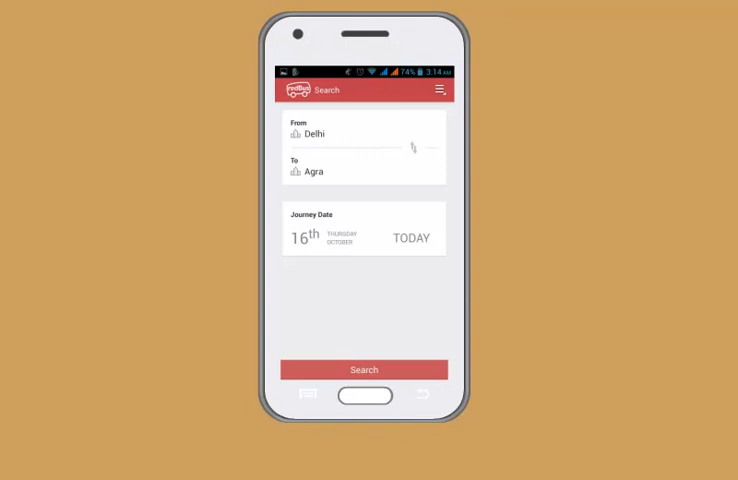 74% 3:14 AM
redBus Search
From
Delhi
To
Agra
Journey Date
16th THURSDAY OCTOBER TODAY
Search